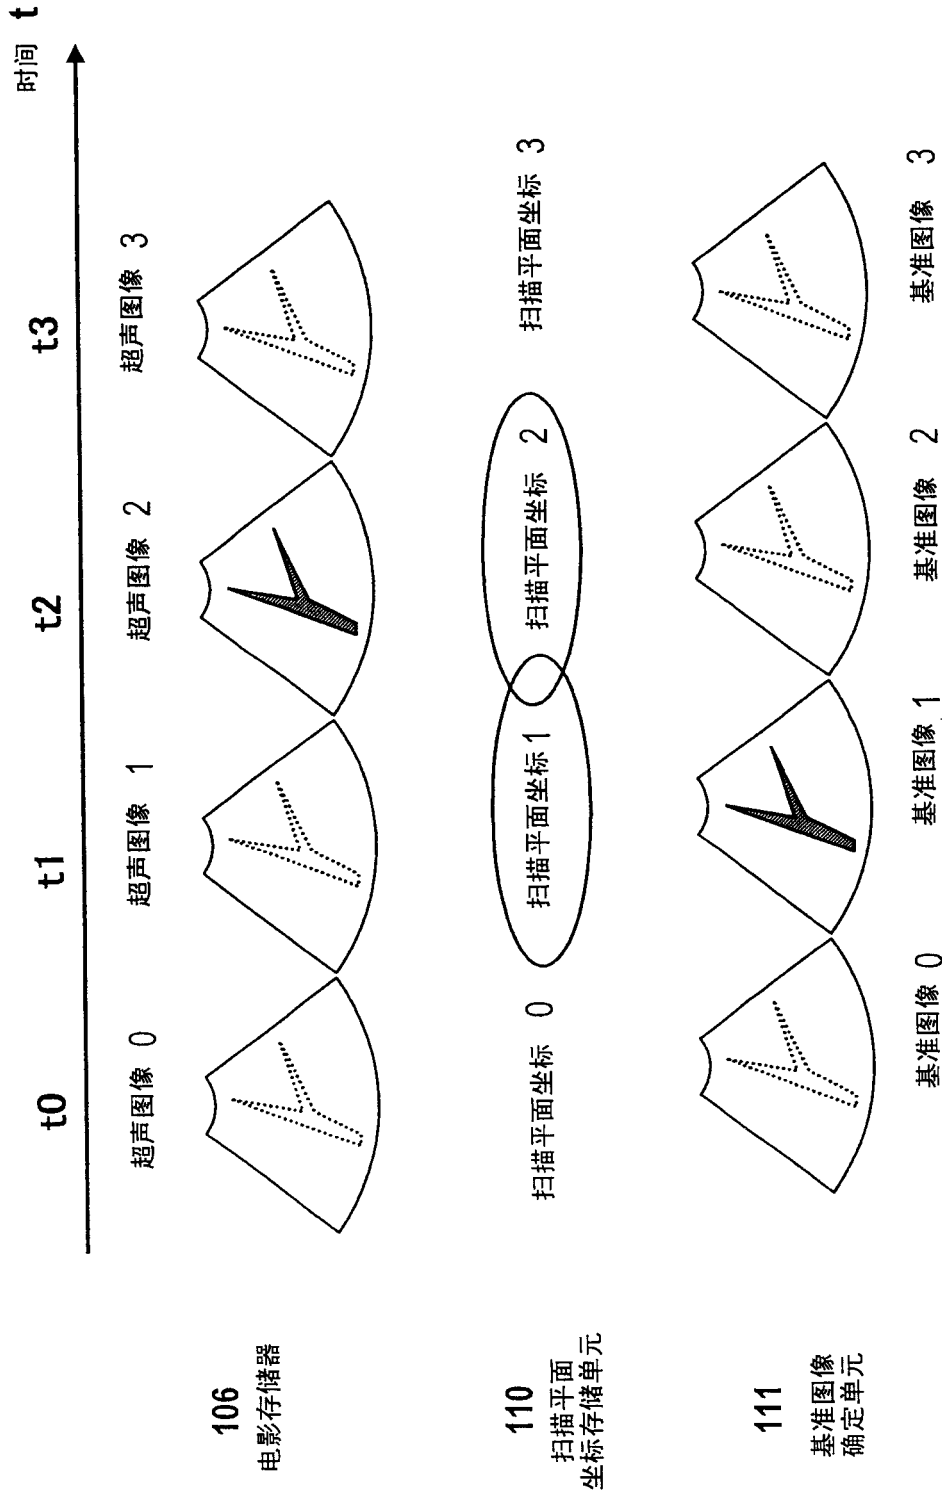 时间 t
t0 t1 t2 t3
超声图像 0 超声图像 1 超声图像 2 超声图像 3
106
电影存储器
扫描平面坐标 0 扫描平面坐标 1 扫描平面坐标 2 扫描平面坐标 3
110
扫描平面
坐标存储单元
111
基准图像
确定单元
基准图像 0 基准图像 1 基准图像 2 基准图像 3